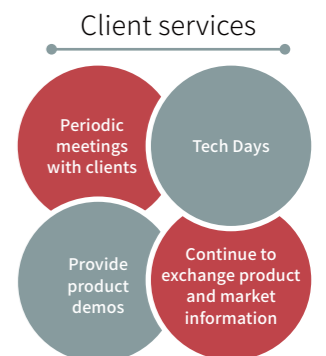 Client services
Periodic
meetings
with clients
Tech Days
Provide
product
demos
Continue to
exchange product
and market
information